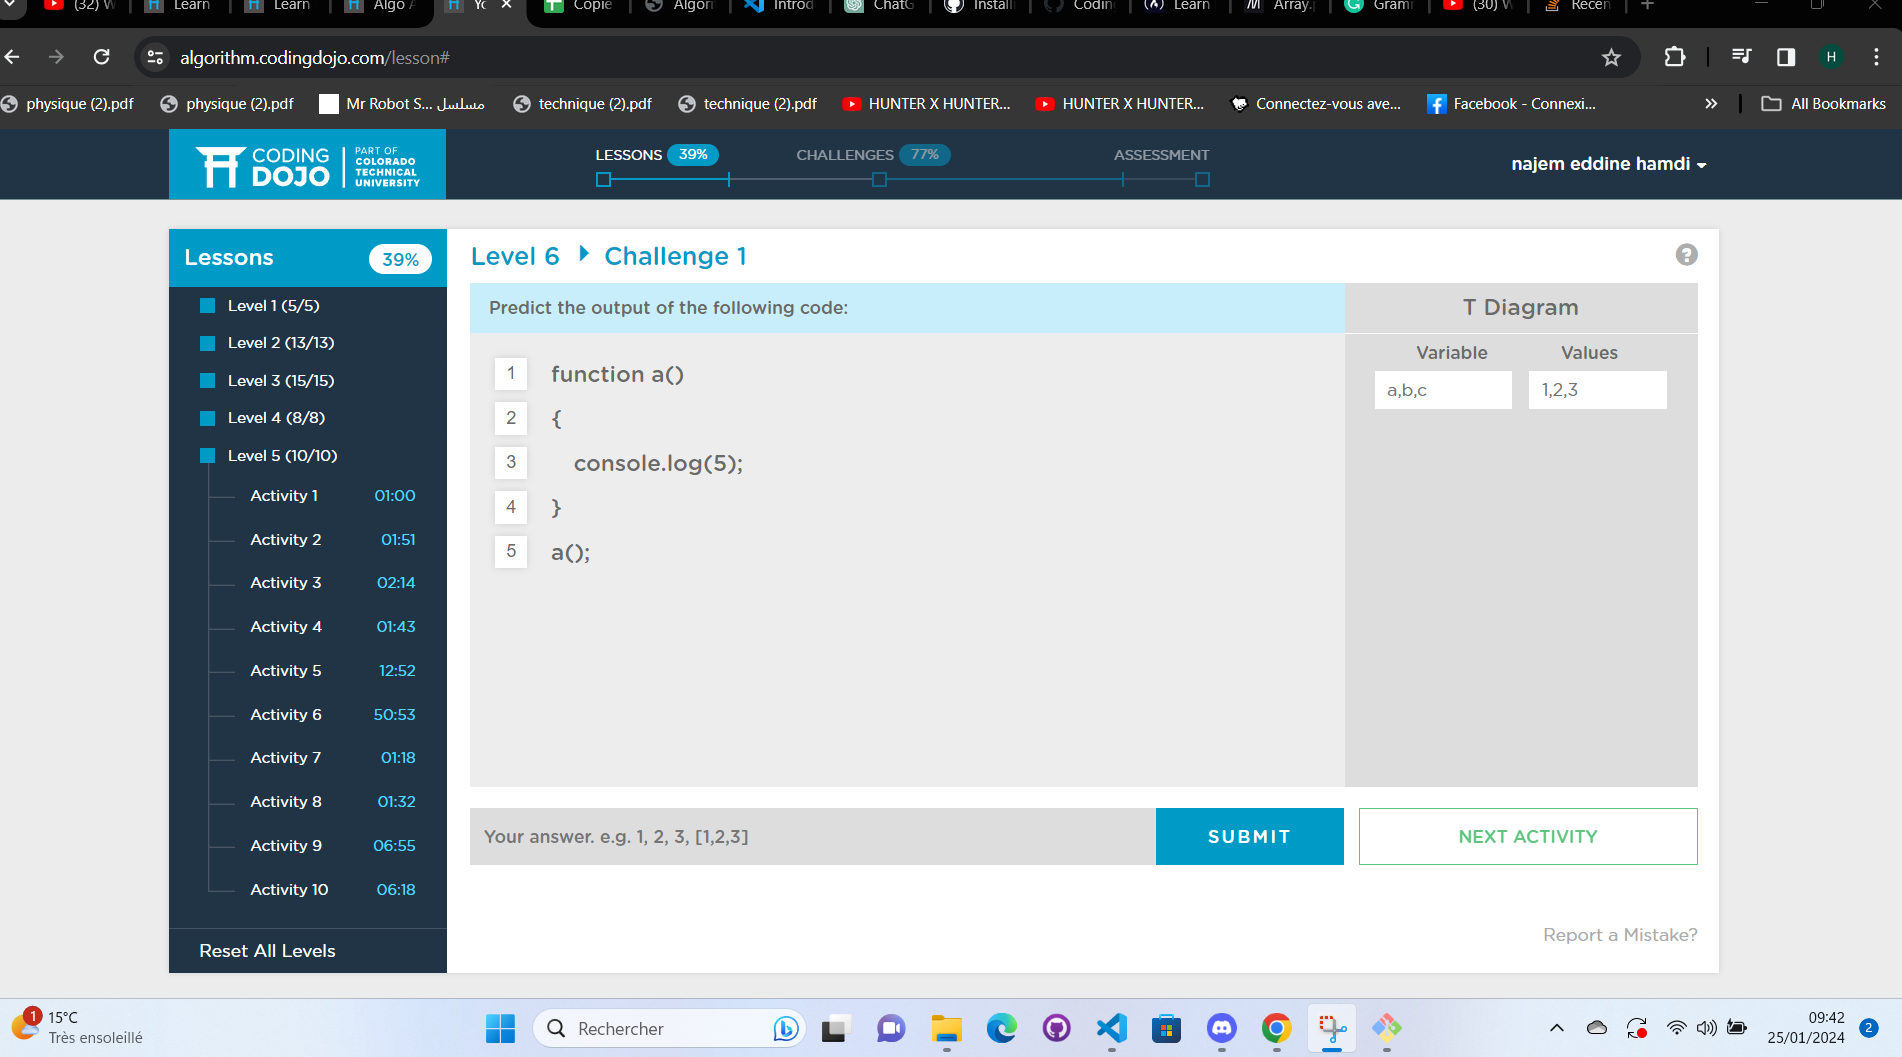 (32) W
Learn
Learn
Algo A
Yo
Copie
Algori
Introd
ChatG
Install
Coding
Learn
Array.
Gramm
(30) W
Recen
algorithm.codingdojo.com/lesson#
physique (2).pdf
physique (2).pdf
Mr Robot S... مسلسل
technique (2).pdf
technique (2).pdf
HUNTER X HUNTER...
HUNTER X HUNTER...
Connectez-vous ave...
Facebook - Connexi...
»
All Bookmarks
H
CODING DOJO
PART OF
COLORADO
TECHNICAL
UNIVERSITY
LESSONS 39%
CHALLENGES 77%
ASSESSMENT
najem eddine hamdi
Lessons 39%
Level 1 (5/5)
Level 2 (13/13)
Level 3 (15/15)
Level 4 (8/8)
Level 5 (10/10)
Activity 1 01:00
Activity 2 01:51
Activity 3 02:14
Activity 4 01:43
Activity 5 12:52
Activity 6 50:53
Activity 7 01:18
Activity 8 01:32
Activity 9 06:55
Activity 10 06:18
Reset All Levels
Level 6 Challenge 1
?
Predict the output of the following code:
1 function a()
2 {
3 console.log(5);
4 }
5 a();
T Diagram
Variable Values
a,b,c 1,2,3
Your answer. e.g. 1, 2, 3, [1,2,3]
SUBMIT
NEXT ACTIVITY
Report a Mistake?
1
15°C
Très ensoleillé
Rechercher
09:42
25/01/2024
2